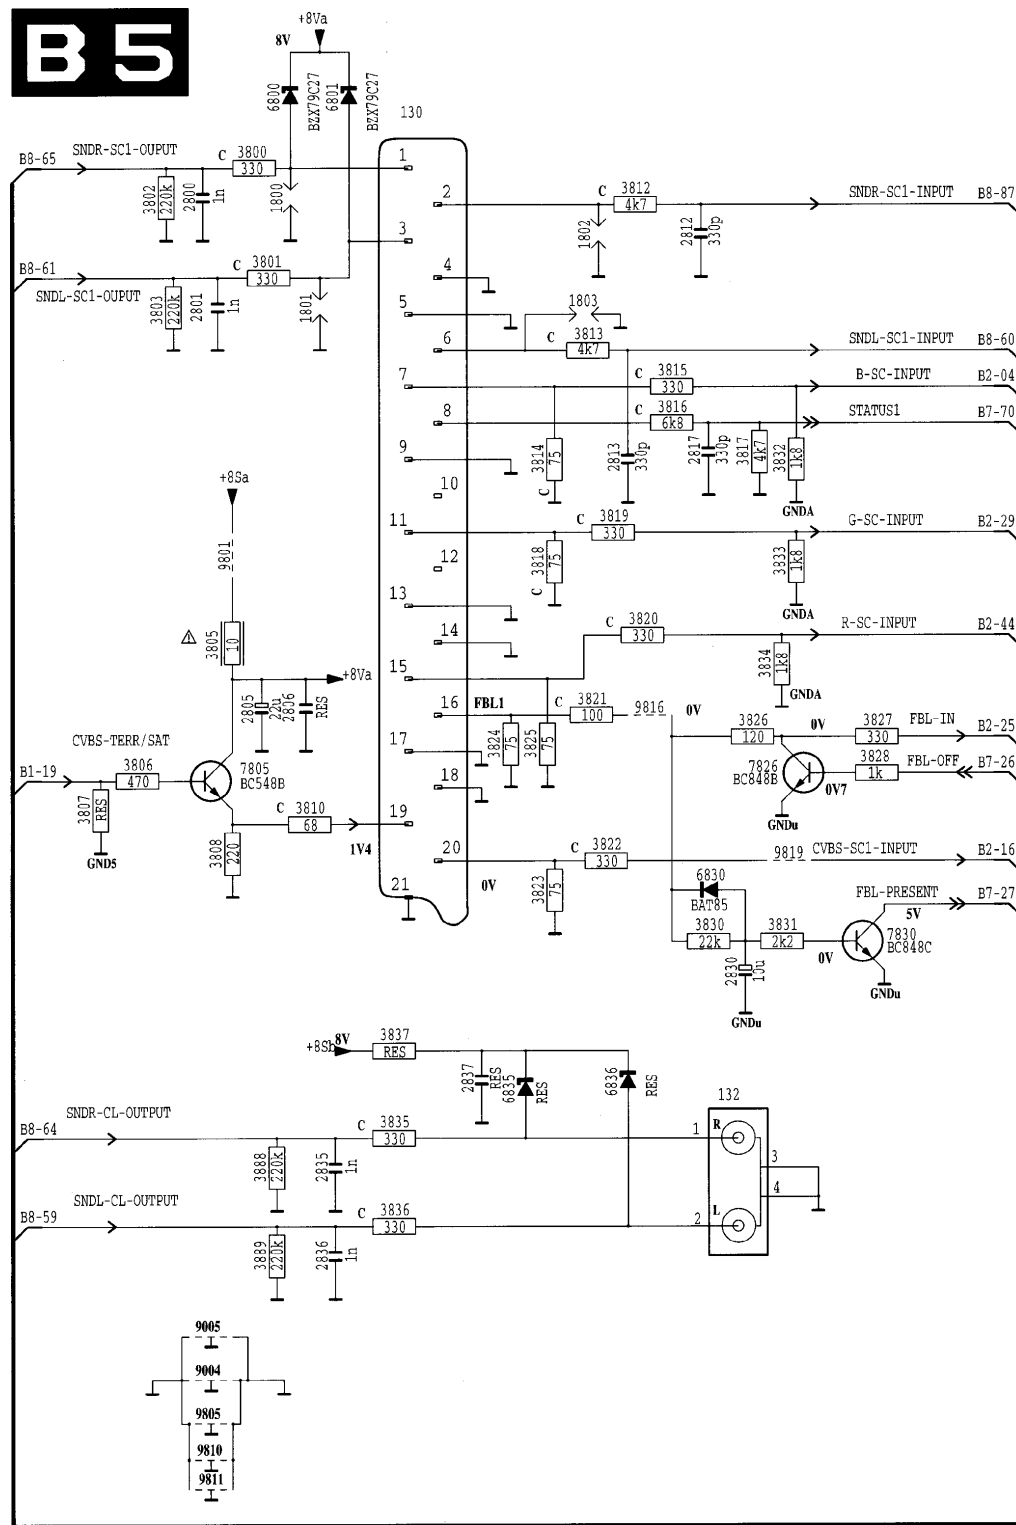 B 5
+8Va
8V
6800
BZX79C27
6801
BZX79C27
130
B8-65
SNDR-SC1-OUPUT
C
3800
330
3802
220k
2800
1n
1800
1
2
C
3812
4k7
1802
2812
330p
SNDR-SC1-INPUT
B8-87
3
B8-61
SNDL-SC1-OUPUT
C
3801
330
3803
220k
2801
1n
1801
4
5
1803
6
C
3813
4k7
SNDL-SC1-INPUT
B8-60
7
C
3815
330
B-SC-INPUT
B2-04
8
C
3816
6k8
STATUS1
B7-70
9
3814
75
C
2813
330p
2817
330p
3817
4k7
3832
1k8
GNDA
10
+8Sa
11
C
3819
330
G-SC-INPUT
B2-29
9801
12
3818
75
C
3833
1k8
GNDA
13
3805
10
C
3820
330
R-SC-INPUT
B2-44
14
3834
1k8
GNDA
15
+8Va
2805
22u
2806
RES
16
FBL1
C
3821
100
9816
0V
3824
75
3825
75
3826
120
0V
3827
330
FBL-IN
B2-25
17
CVBS-TERR/SAT
B1-19
3806
470
7805
BC548B
7826
BC848B
0V7
3828
1k
FBL-OFF
B7-26
GNDu
18
3807
RES
GND5
C
3810
68
1V4
19
3808
220
20
0V
C
3822
330
9819
CVBS-SC1-INPUT
B2-16
3823
75
21
6830
BAT85
FBL-PRESENT
5V
B7-27
3830
22k
3831
2k2
0V
7830
BC848C
2830
10u
GNDu
GNDu
+8Sb
8V
3837
RES
2837
RES
6835
RES
6836
RES
132
SNDR-CL-OUTPUT
B8-64
C
3835
330
1
R
3888
220k
2835
1n
3
4
SNDL-CL-OUTPUT
B8-59
C
3836
330
2
L
3889
220k
2836
1n
9005
9004
9805
9810
9811